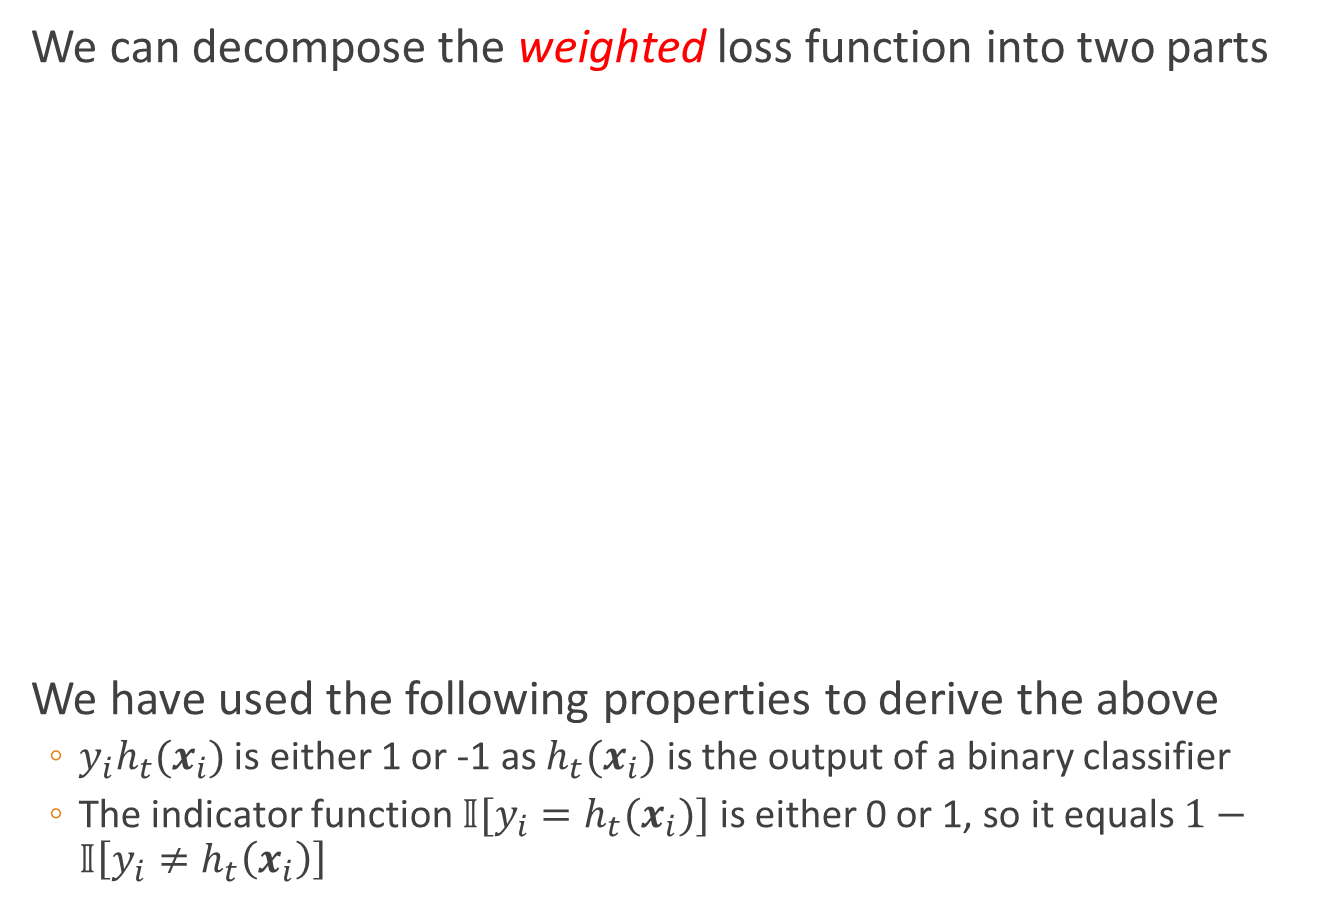 We can decompose the weighted loss function into two parts
We have used the following properties to derive the above
◦ yᵢhₜ(𝒙ᵢ) is either 1 or -1 as hₜ(𝒙ᵢ) is the output of a binary classifier
◦ The indicator function 𝕀[yᵢ = hₜ(𝒙ᵢ)] is either 0 or 1, so it equals 1 −
𝕀[yᵢ ≠ hₜ(𝒙ᵢ)]